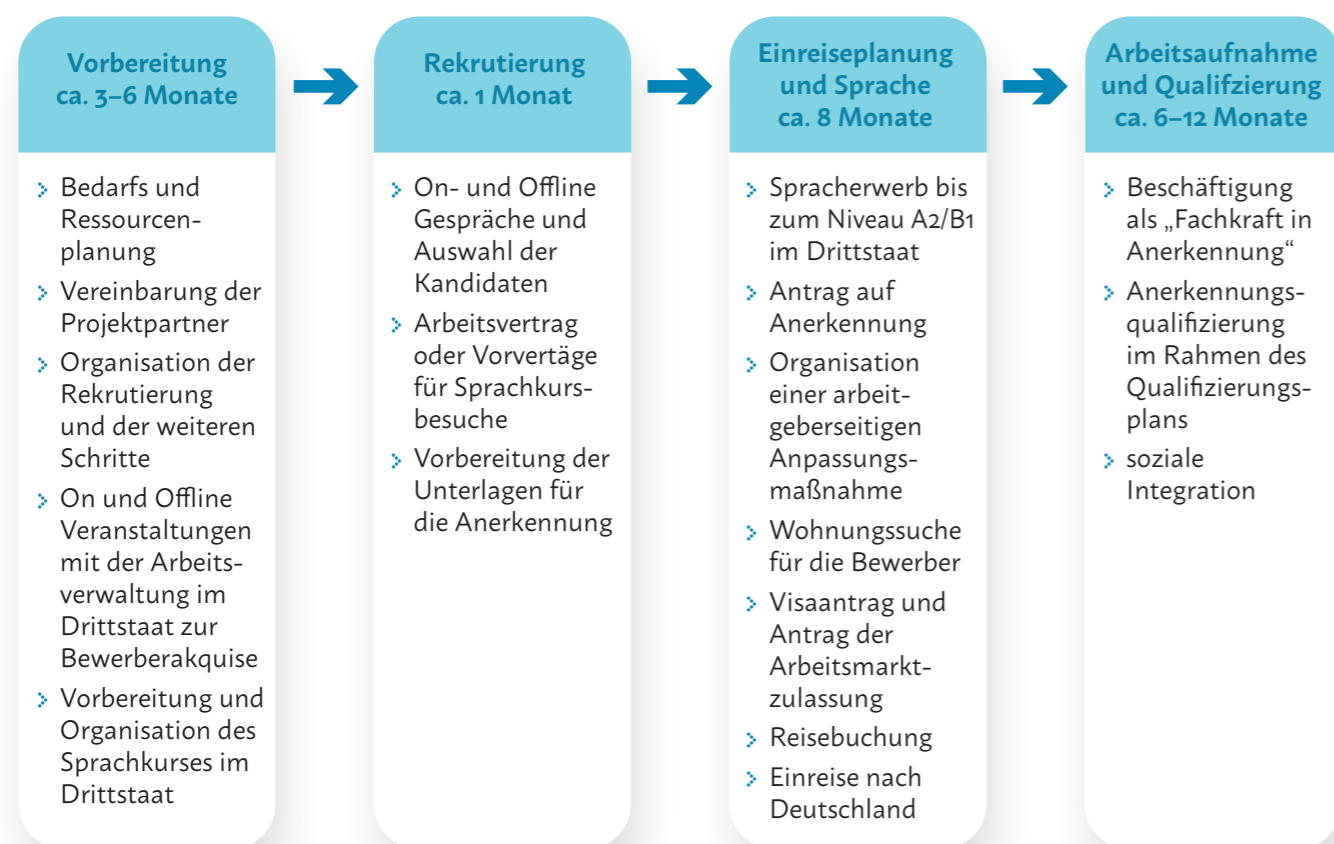 Vorbereitung
ca. 3–6 Monate
Bedarfs und
Ressourcen-
planung
Vereinbarung der
Projektpartner
Organisation der
Rekrutierung
und der weiteren
Schritte
On und Offline
Veranstaltungen
mit der Arbeits-
verwaltung im
Drittstaat zur
Bewerberakquise
Vorbereitung und
Organisation des
Sprachkurses im
Drittstaat
Rekrutierung
ca. 1 Monat
On- und Offline
Gespräche und
Auswahl der
Kandidaten
Arbeitsvertrag
oder Vorvertäge
für Sprachkurs-
besuche
Vorbereitung der
Unterlagen für
die Anerkennung
Einreiseplanung
und Sprache
ca. 8 Monate
Spracherwerb bis
zum Niveau A2/B1
im Drittstaat
Antrag auf
Anerkennung
Organisation
einer arbeit-
geberseitigen
Anpassungs-
maßnahme
Wohnungssuche
für die Bewerber
Visaantrag und
Antrag der
Arbeitsmarkt-
zulassung
Reisebuchung
Einreise nach
Deutschland
Arbeitsaufnahme
und Qualifzierung
ca. 6–12 Monate
Beschäftigung
als „Fachkraft in
Anerkennung“
Anerkennungs-
qualifizierung
im Rahmen des
Qualifizierungs-
plans
soziale
Integration